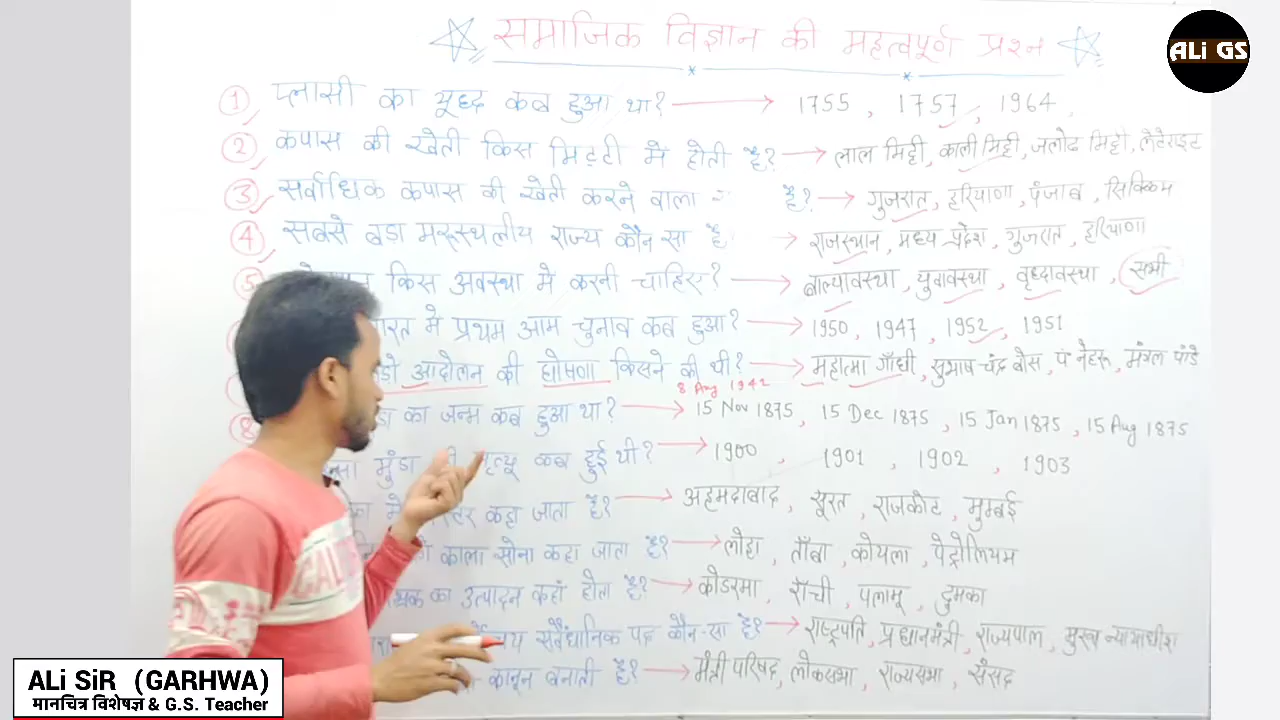 समाजिक विज्ञान की महत्वपूर्ण प्रश्न
ALi GS
1 प्लासी का यूध्द कब हुआ था? → 1755 , 1757 , 1964
2 कपास की खेती किस मिट्टी मे होती है? → लाल मिट्टी, काली मिट्टी, जलोढ मिट्टी, लेटेराइट
3 सर्वाधिक कपास की खेती करने वाला है? → गुजरात, हरियाणा, पंजाब, सिक्किम
4 सबसे बड़ा मरूस्थलीय राज्य कौन सा है → राजस्थान, मध्य प्रदेश, गुजरात, हरियाणा
5 किस अवस्था मे करनी चाहिए? → बाल्यावस्था, युवावस्था, वृध्दावस्था, सभी
मे प्रथम आम चुनाव कब हुआ? → 1950, 1947, 1952, 1951
आंदोलन की घोषणा किसने की थी? → महात्मा गाँधी, सुभाष चंद्र बोस, पं नेहरू, मंगल पांडे
8 Aug 1942
8 का जन्म कब हुआ था? → 15 Nov 1875, 15 Dec 1875, 15 Jan 1875, 15 Aug 1875
मुंडा कब हुई थी? → 1900 , 1901 , 1902 , 1903
कहा जाता है? → अहमदाबाद, सूरत, राजकोट, मुम्बई
काला सोना कहा जाता है? → लोहा, ताँबा, कोयला, पेट्रोलियम
का उत्पादन कहां होता है? → कोडरमा, राँची, पलामू, दुमका
संवैधानिक पद कौन-सा है? → राष्ट्रपति, प्रधानमंत्री, राज्यपाल, मुख्य न्यायाधीश
कानून बनाती है? → मंत्री परिषद, लोकसभा, राज्यसभा, संसद
ALi SiR (GARHWA)
मानचित्र विशेषज्ञ & G.S. Teacher